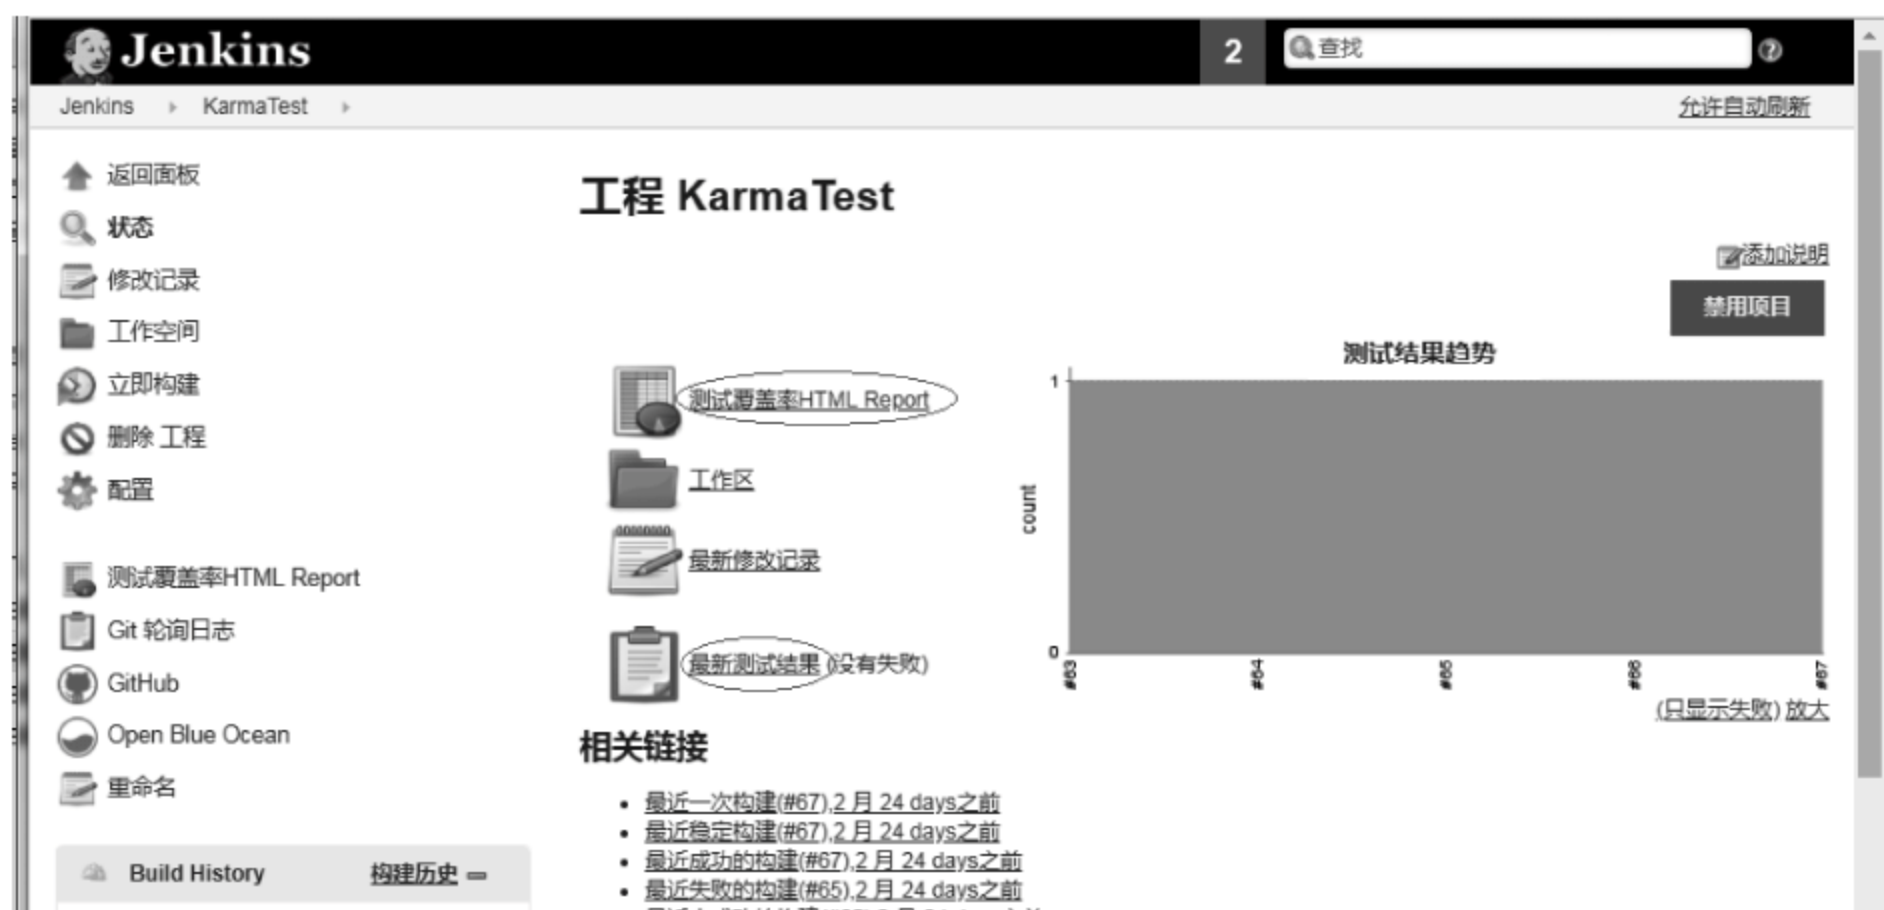 Jenkins
2
查找
Jenkins
KarmaTest
允许自动刷新
返回面板
状态
修改记录
工作空间
立即构建
删除 工程
配置
测试覆盖率HTML Report
Git 轮询日志
GitHub
Open Blue Ocean
重命名
Build History
构建历史
工程 KarmaTest
添加说明
禁用项目
测试覆盖率HTML Report
工作区
最新修改记录
最新测试结果 (没有失败)
测试结果趋势
1
count
0
#63
#64
#65
#66
#67
(只显示失败) 放大
相关链接
最近一次构建(#67),2 月 24 days之前
最近稳定构建(#67),2 月 24 days之前
最近成功的构建(#67),2 月 24 days之前
最近失败的构建(#65),2 月 24 days之前